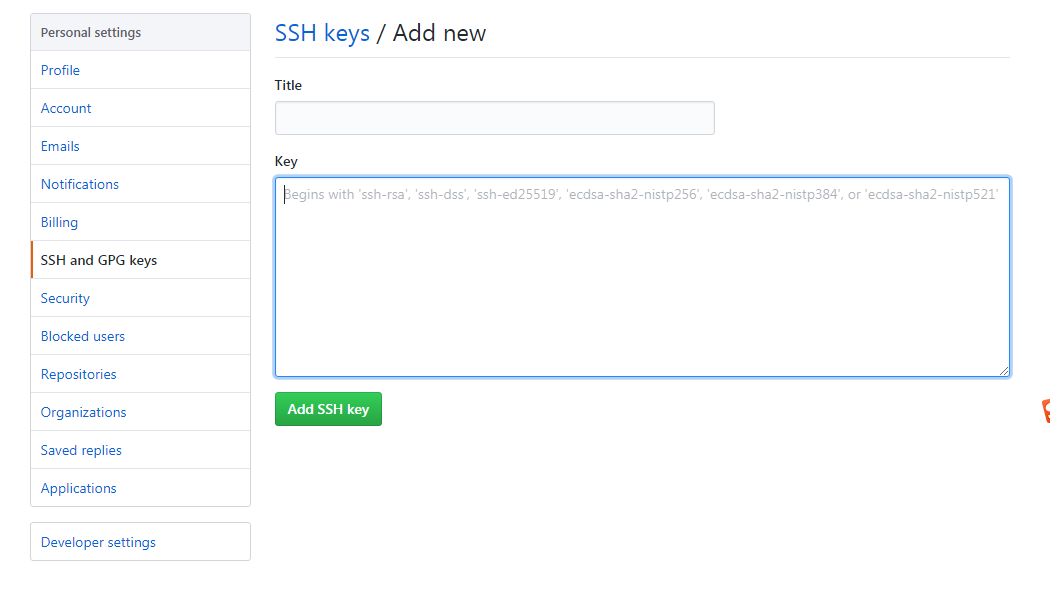 Personal settings
Profile
Account
Emails
Notifications
Billing
SSH and GPG keys
Security
Blocked users
Repositories
Organizations
Saved replies
Applications
Developer settings
SSH keys / Add new
Title
Key
Begins with 'ssh-rsa', 'ssh-dss', 'ssh-ed25519', 'ecdsa-sha2-nistp256', 'ecdsa-sha2-nistp384', or 'ecdsa-sha2-nistp521'
Add SSH key